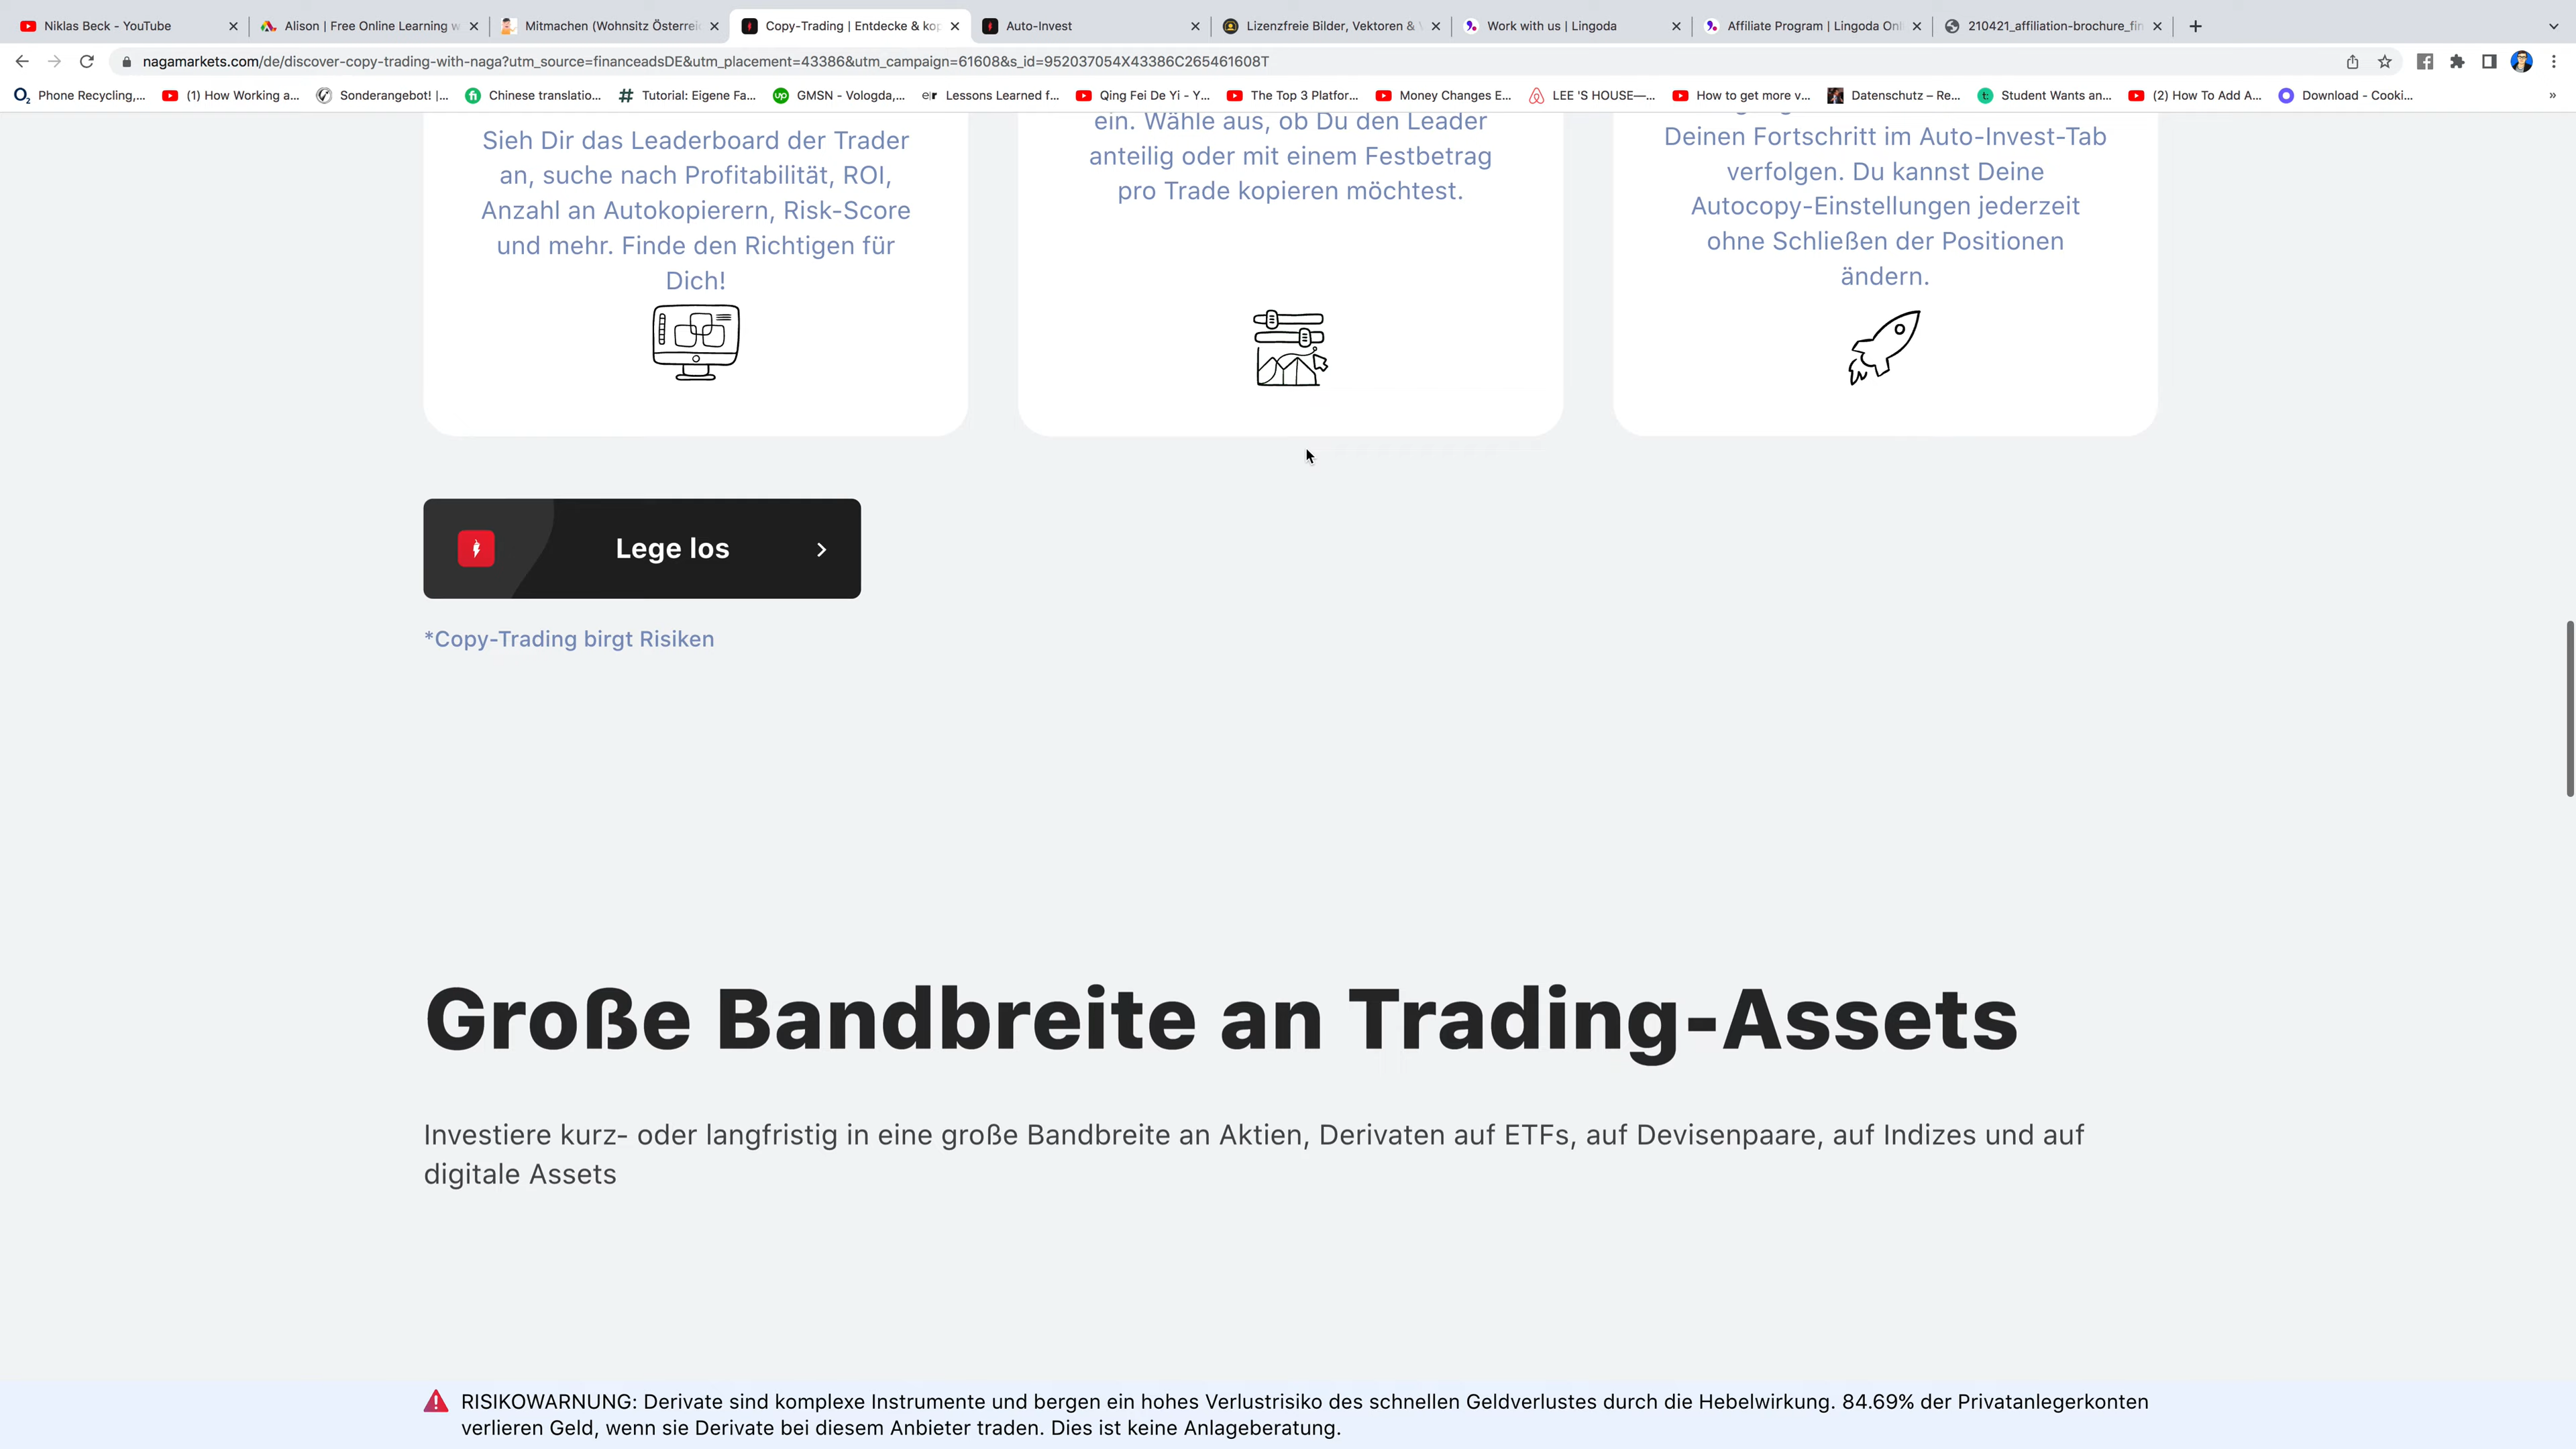 Niklas Beck - YouTube
Alison | Free Online Learning w
Mitmachen (Wohnsitz Österrei
Copy-Trading | Entdecke & kop
Auto-Invest
Lizenzfreie Bilder, Vektoren & V
Work with us | Lingoda
Affiliate Program | Lingoda Onl
210421_affiliation-brochure_fin
nagamarkets.com/de/discover-copy-trading-with-naga?utm_source=financeadsDE&utm_placement=43386&utm_campaign=61608&s_id=952037054X43386C265461608T
Phone Recycling,...
(1) How Working a...
Sonderangebot! |...
Chinese translatio...
Tutorial: Eigene Fa...
GMSN - Vologda,...
Lessons Learned f...
Qing Fei De Yi - Y...
The Top 3 Platfor...
Money Changes E...
LEE 'S HOUSE—...
How to get more v...
Datenschutz – Re...
Student Wants an...
(2) How To Add A...
Download - Cooki...
Sieh Dir das Leaderboard der Trader
an, suche nach Profitabilität, ROI,
Anzahl an Autokopierern, Risk-Score
und mehr. Finde den Richtigen für
Dich!
ein. Wähle aus, ob Du den Leader
anteilig oder mit einem Festbetrag
pro Trade kopieren möchtest.
Deinen Fortschritt im Auto-Invest-Tab
verfolgen. Du kannst Deine
Autocopy-Einstellungen jederzeit
ohne Schließen der Positionen
ändern.
Lege los
*Copy-Trading birgt Risiken
Große Bandbreite an Trading-Assets
Investiere kurz- oder langfristig in eine große Bandbreite an Aktien, Derivaten auf ETFs, auf Devisenpaare, auf Indizes und auf
digitale Assets
RISIKOWARNUNG: Derivate sind komplexe Instrumente und bergen ein hohes Verlustrisiko des schnellen Geldverlustes durch die Hebelwirkung. 84.69% der Privatanlegerkonten
verlieren Geld, wenn sie Derivate bei diesem Anbieter traden. Dies ist keine Anlageberatung.